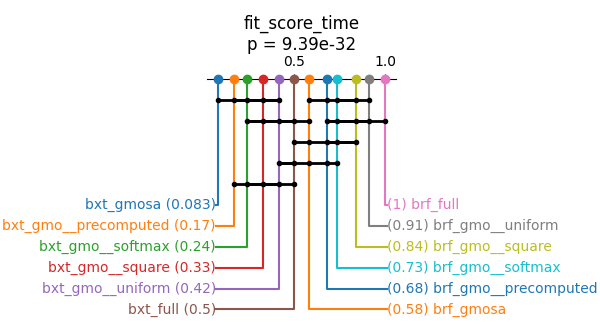 fit_score_time
p = 9.39e-32
0.5 1.0
bxt_gmosa (0.083) (1) brf_full
bxt_gmo__precomputed (0.17) (0.91) brf_gmo__uniform
bxt_gmo__softmax (0.24) (0.84) brf_gmo__square
bxt_gmo__square (0.33) (0.73) brf_gmo__softmax
bxt_gmo__uniform (0.42) (0.68) brf_gmo__precomputed
bxt_full (0.5) (0.58) brf_gmosa